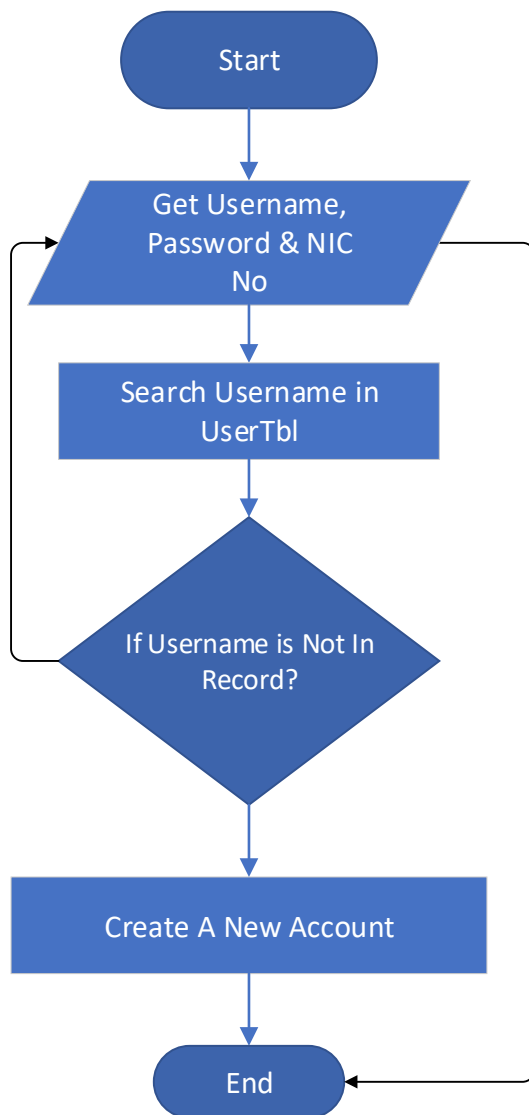 Start
Get Username,
Password & NIC
No
Search Username in
UserTbl
If Username is Not In
Record?
Create A New Account
End